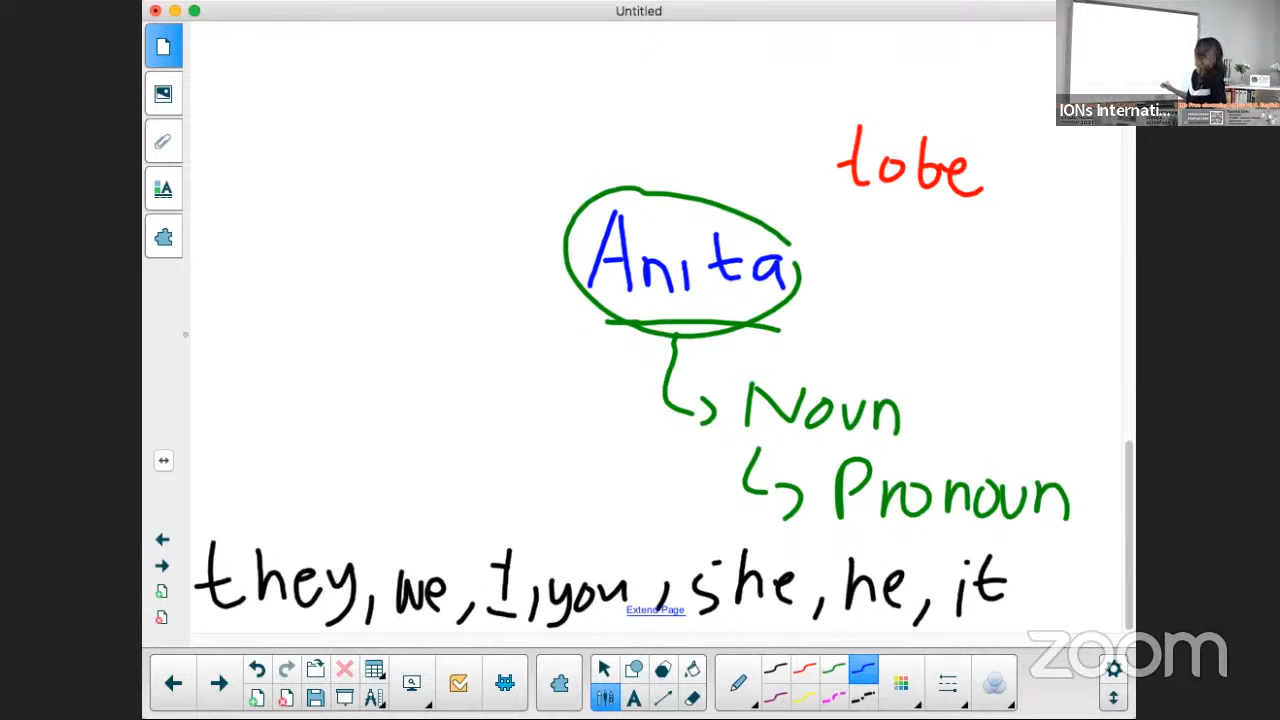 Untitled
IONs Internati...
to be
Anita
Noun
Pronoun
they, we, I, you, she, he, it
Extend Page
zoom